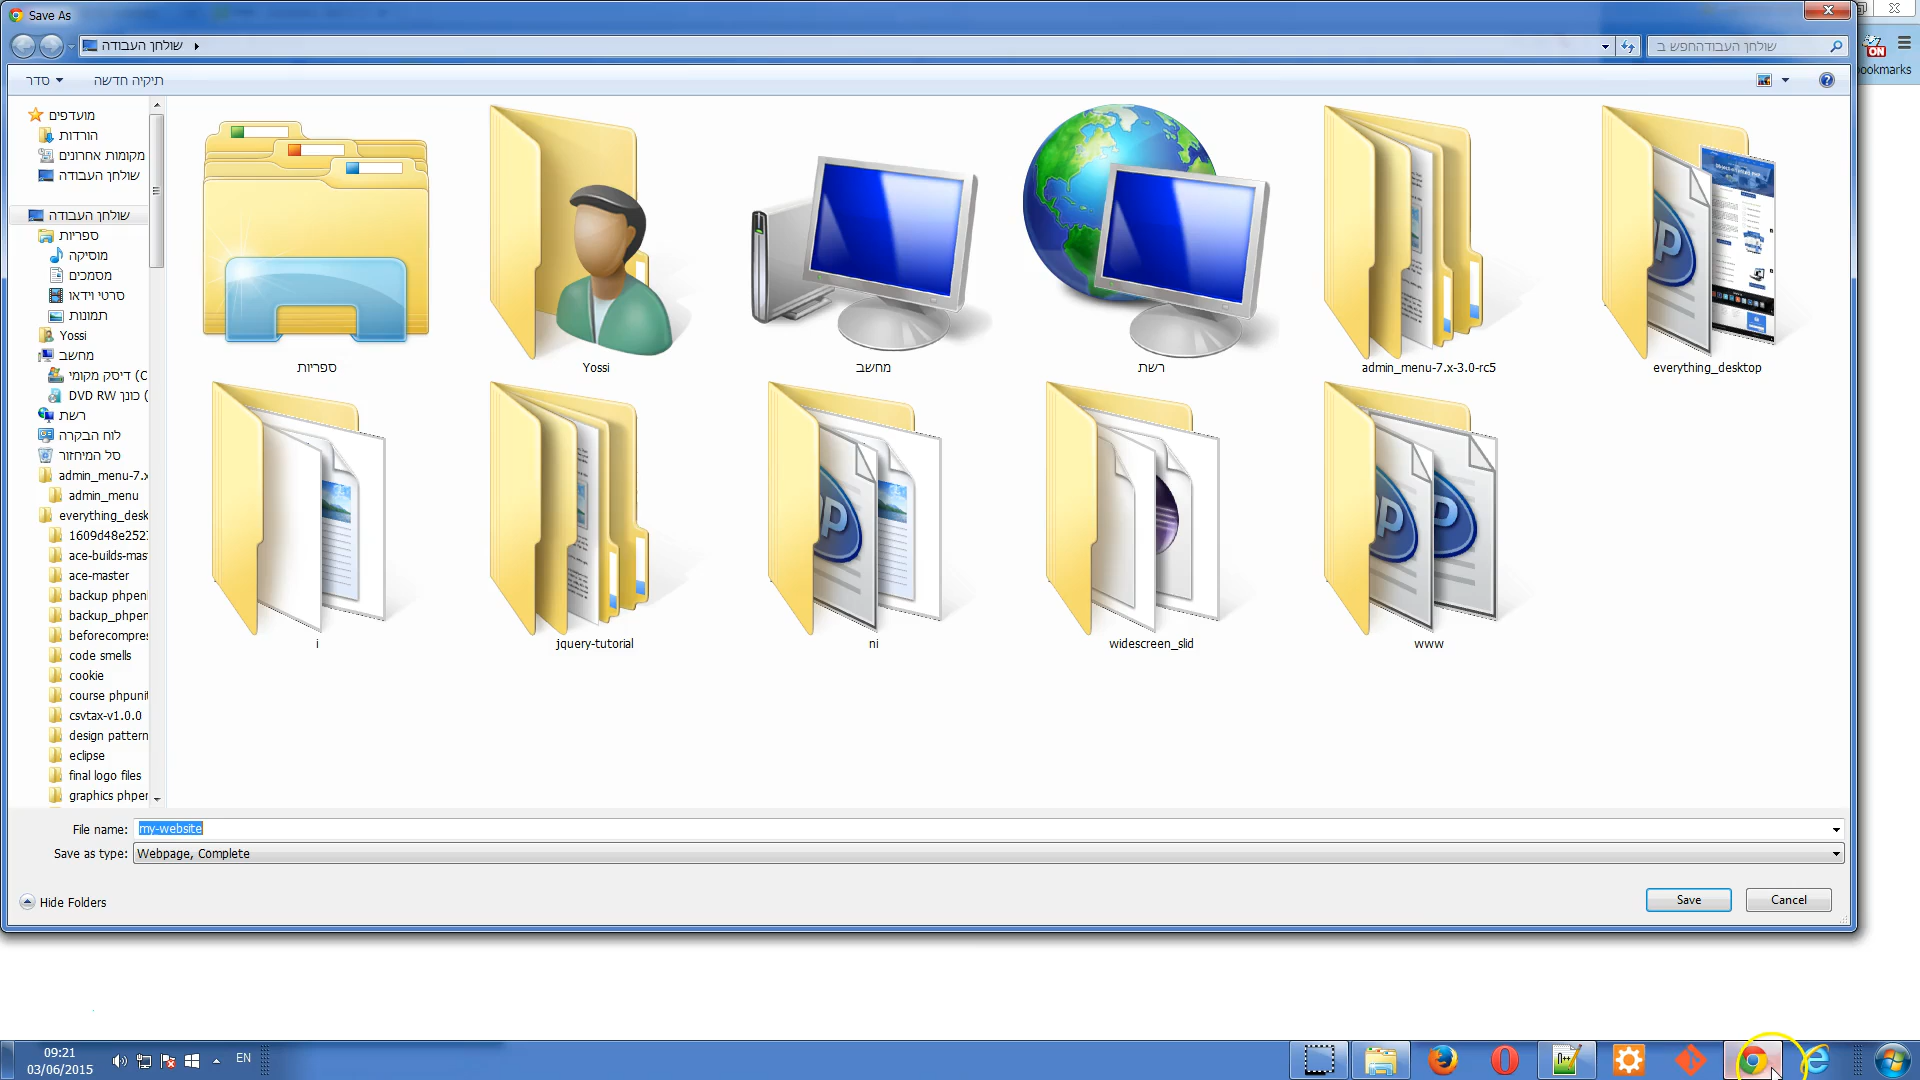 Save As
שולחן העבודה
שולחן העבודהחפש ב
ON
ookmarks
סדר
תיקיה חדשה
מועדפים
הורדות
מקומות אחרונים
שולחן העבודה
שולחן העבודה
ספריות
מוסיקה
מסמכים
סרטי וידאו
תמונות
Yossi
מחשב
דיסק מקומי (C
DVD RW כונן (
רשת
לוח הבקרה
סל המיחזור
admin_menu-7.x
admin_menu
everything_desk
1609d48e252
ace-builds-mas
ace-master
backup phpen
backup_phpen
beforecompres
code smells
cookie
course phpunit
csvtax-v1.0.0
design pattern
eclipse
final logo files
graphics phper
ספריות
Yossi
מחשב
רשת
admin_menu-7.x-3.0-rc5
everything_desktop
i
jquery-tutorial
ni
widescreen_slid
www
File name:
my-website
Save as type:
Webpage, Complete
Hide Folders
Save
Cancel
09:21
03/06/2015
EN